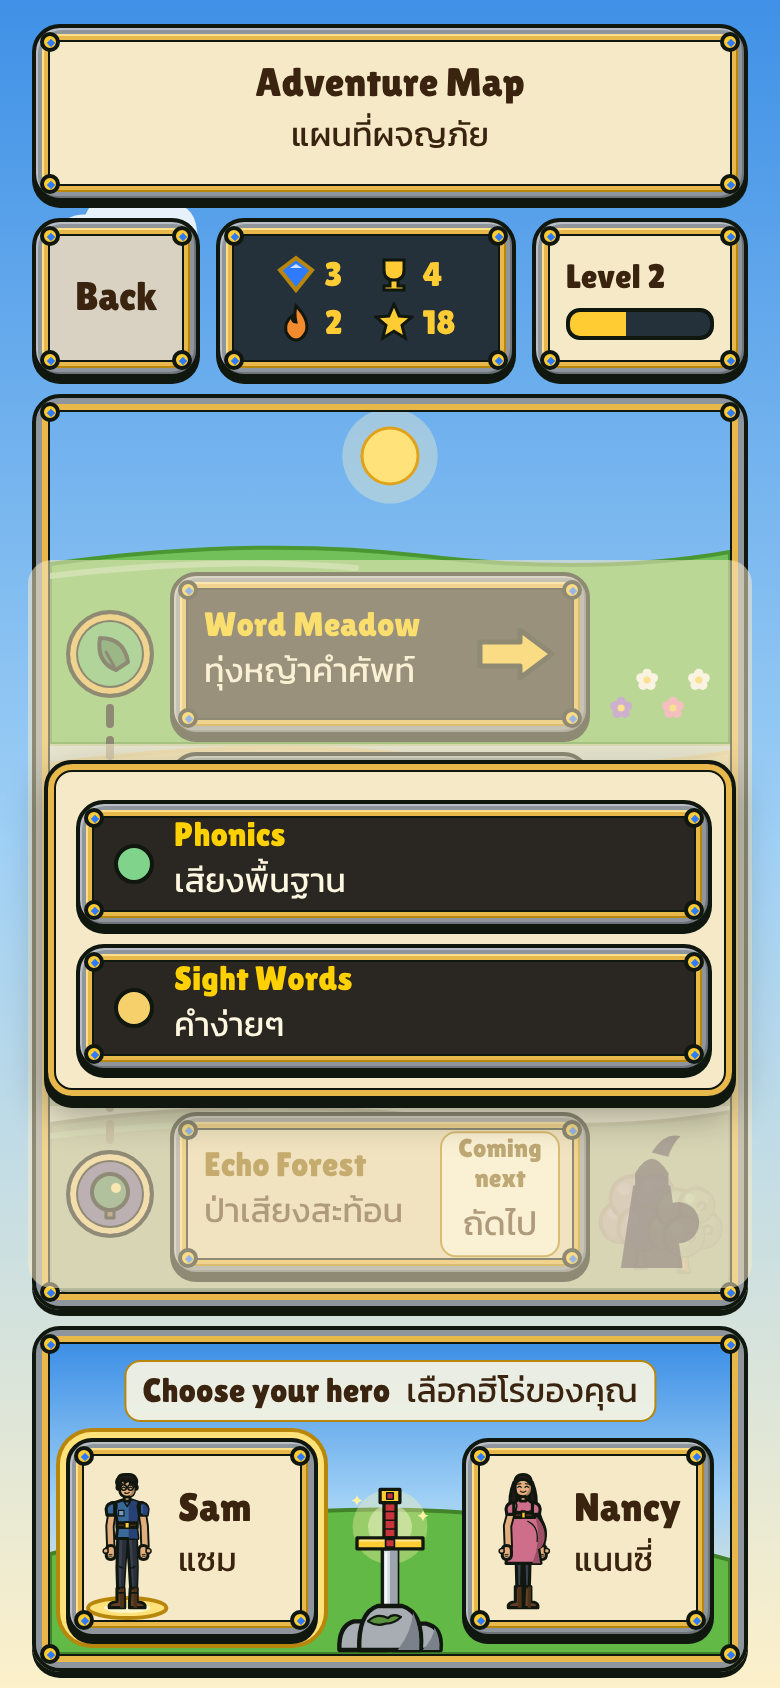 Adventure Map
แผนที่ผจญภัย
Back
3
4
2
18
Level 2
Word Meadow
ทุ่งหญ้าคำศัพท์
Phonics
เสียงพื้นฐาน
Sight Words
คำง่ายๆ
Echo Forest
ป่าเสียงสะท้อน
Coming
next
ถัดไป
Choose your hero เลือกฮีโร่ของคุณ
Sam
แซม
Nancy
แนนซี่